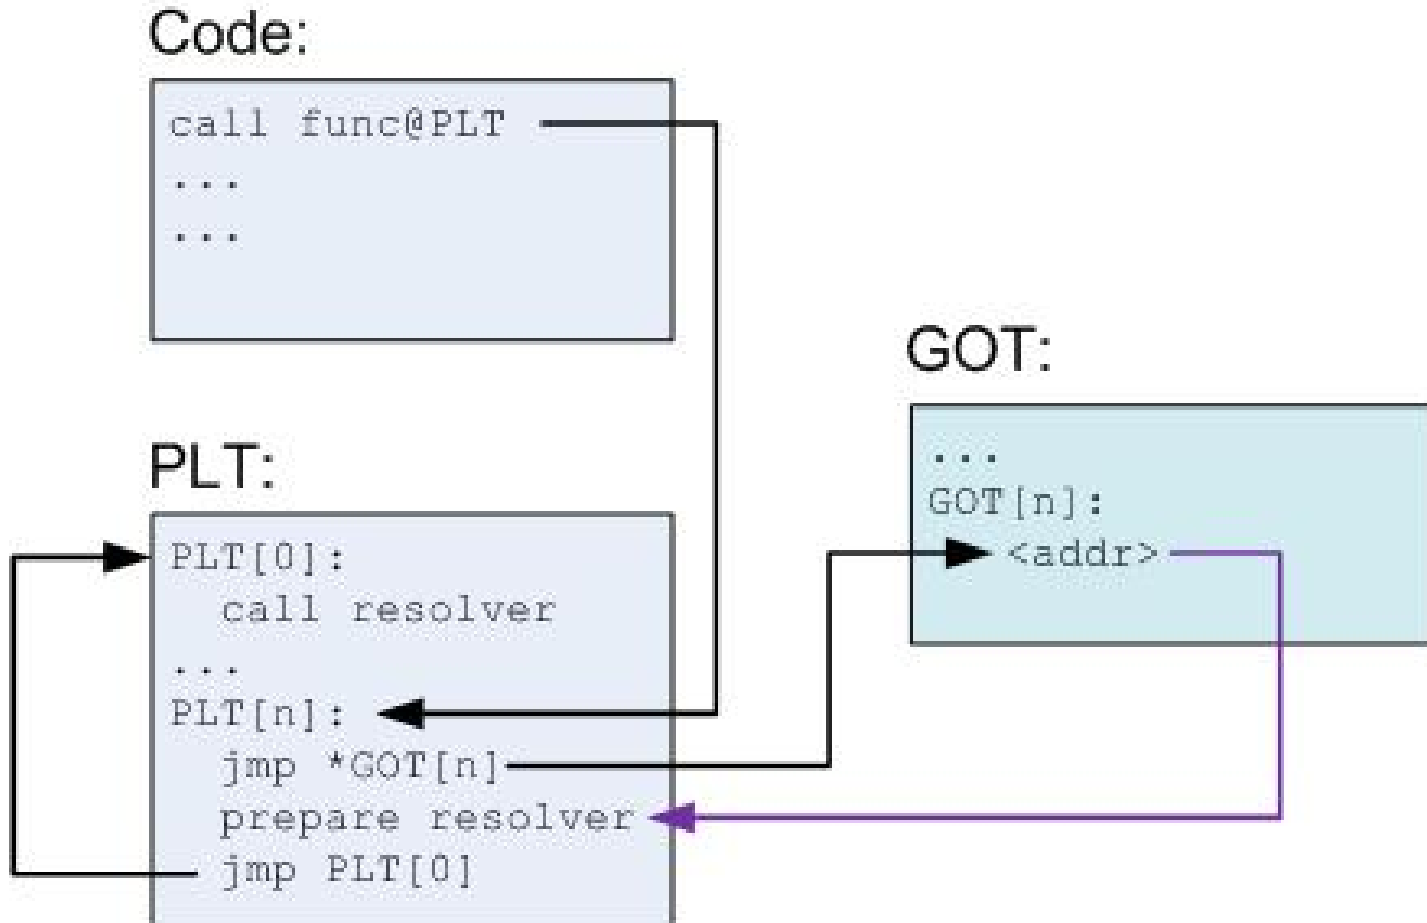 Code:
call func@PLT
...
...
PLT:
PLT[0]:
call resolver
...
PLT[n]:
jmp *GOT[n]
prepare resolver
jmp PLT[0]
GOT:
...
GOT[n]:
<addr>